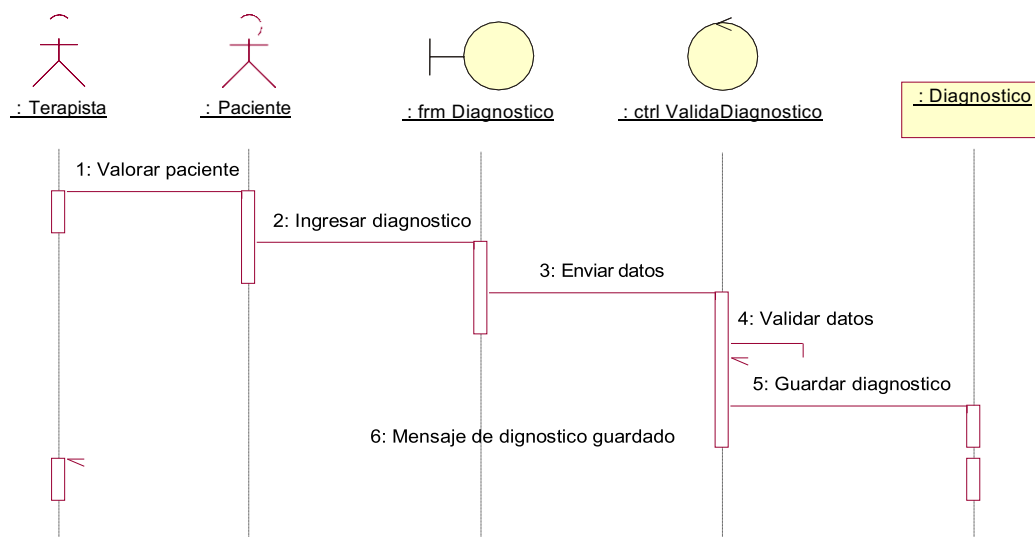 : Terapista
: Paciente
: frm Diagnostico
: ctrl ValidaDiagnostico
: Diagnostico
1: Valorar paciente
2: Ingresar diagnostico
3: Enviar datos
4: Validar datos
5: Guardar diagnostico
6: Mensaje de dignostico guardado